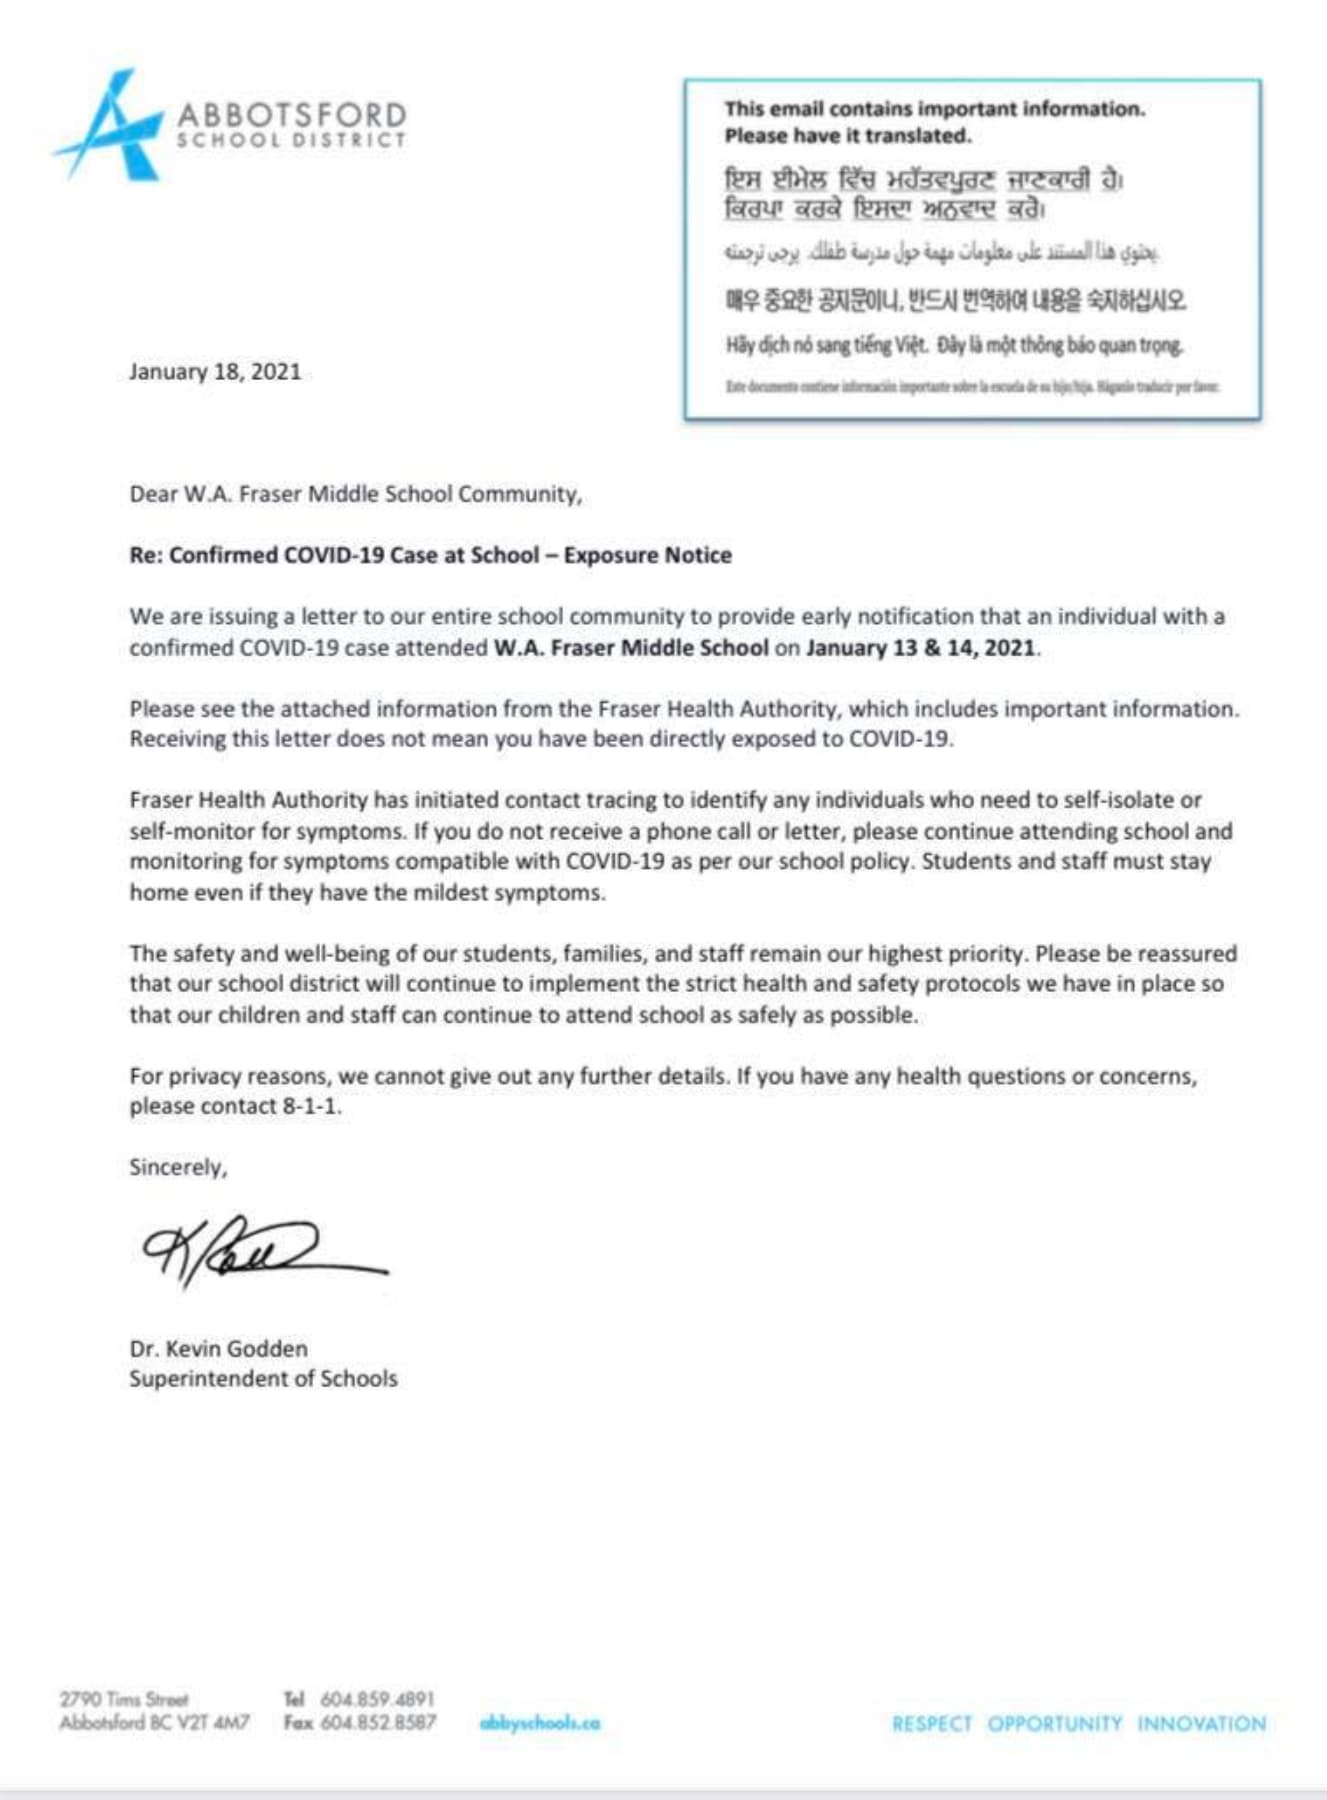 ABBOTSFORD
SCHOOL DISTRICT
This email contains important information.
Please have it translated.
ਇਸ ਈਮੇਲ ਵਿੱਚ ਮਹੱਤਵਪੂਰਣ ਜਾਣਕਾਰੀ ਹੈ।
ਕਿਰਪਾ ਕਰਕੇ ਇਸਦਾ ਅਨੁਵਾਦ ਕਰੋ।
يحتوي هذا المستند على معلومات مهمة حول مدرسة طفلك. يرجى ترجمته
매우 중요한 공지문이니, 반드시 번역하여 내용을 숙지하십시오
Hãy dịch nó sang tiếng Việt. Đây là một thông báo quan trọng.
Este documento contiene información importante sobre la escuela de su hijo/hija. Háganlo traducir por favor.
January 18, 2021
Dear W.A. Fraser Middle School Community,
Re: Confirmed COVID-19 Case at School – Exposure Notice
We are issuing a letter to our entire school community to provide early notification that an individual with a
confirmed COVID-19 case attended W.A. Fraser Middle School on January 13 & 14, 2021.
Please see the attached information from the Fraser Health Authority, which includes important information.
Receiving this letter does not mean you have been directly exposed to COVID-19.
Fraser Health Authority has initiated contact tracing to identify any individuals who need to self-isolate or
self-monitor for symptoms. If you do not receive a phone call or letter, please continue attending school and
monitoring for symptoms compatible with COVID-19 as per our school policy. Students and staff must stay
home even if they have the mildest symptoms.
The safety and well-being of our students, families, and staff remain our highest priority. Please be reassured
that our school district will continue to implement the strict health and safety protocols we have in place so
that our children and staff can continue to attend school as safely as possible.
For privacy reasons, we cannot give out any further details. If you have any health questions or concerns,
please contact 8-1-1.
Sincerely,
Dr. Kevin Godden
Superintendent of Schools
2790 Tims Street Tel 604.859.4891
Abbotsford BC V2T 4M7 Fax 604.852.8587 abbyschools.ca RESPECT OPPORTUNITY INNOVATION